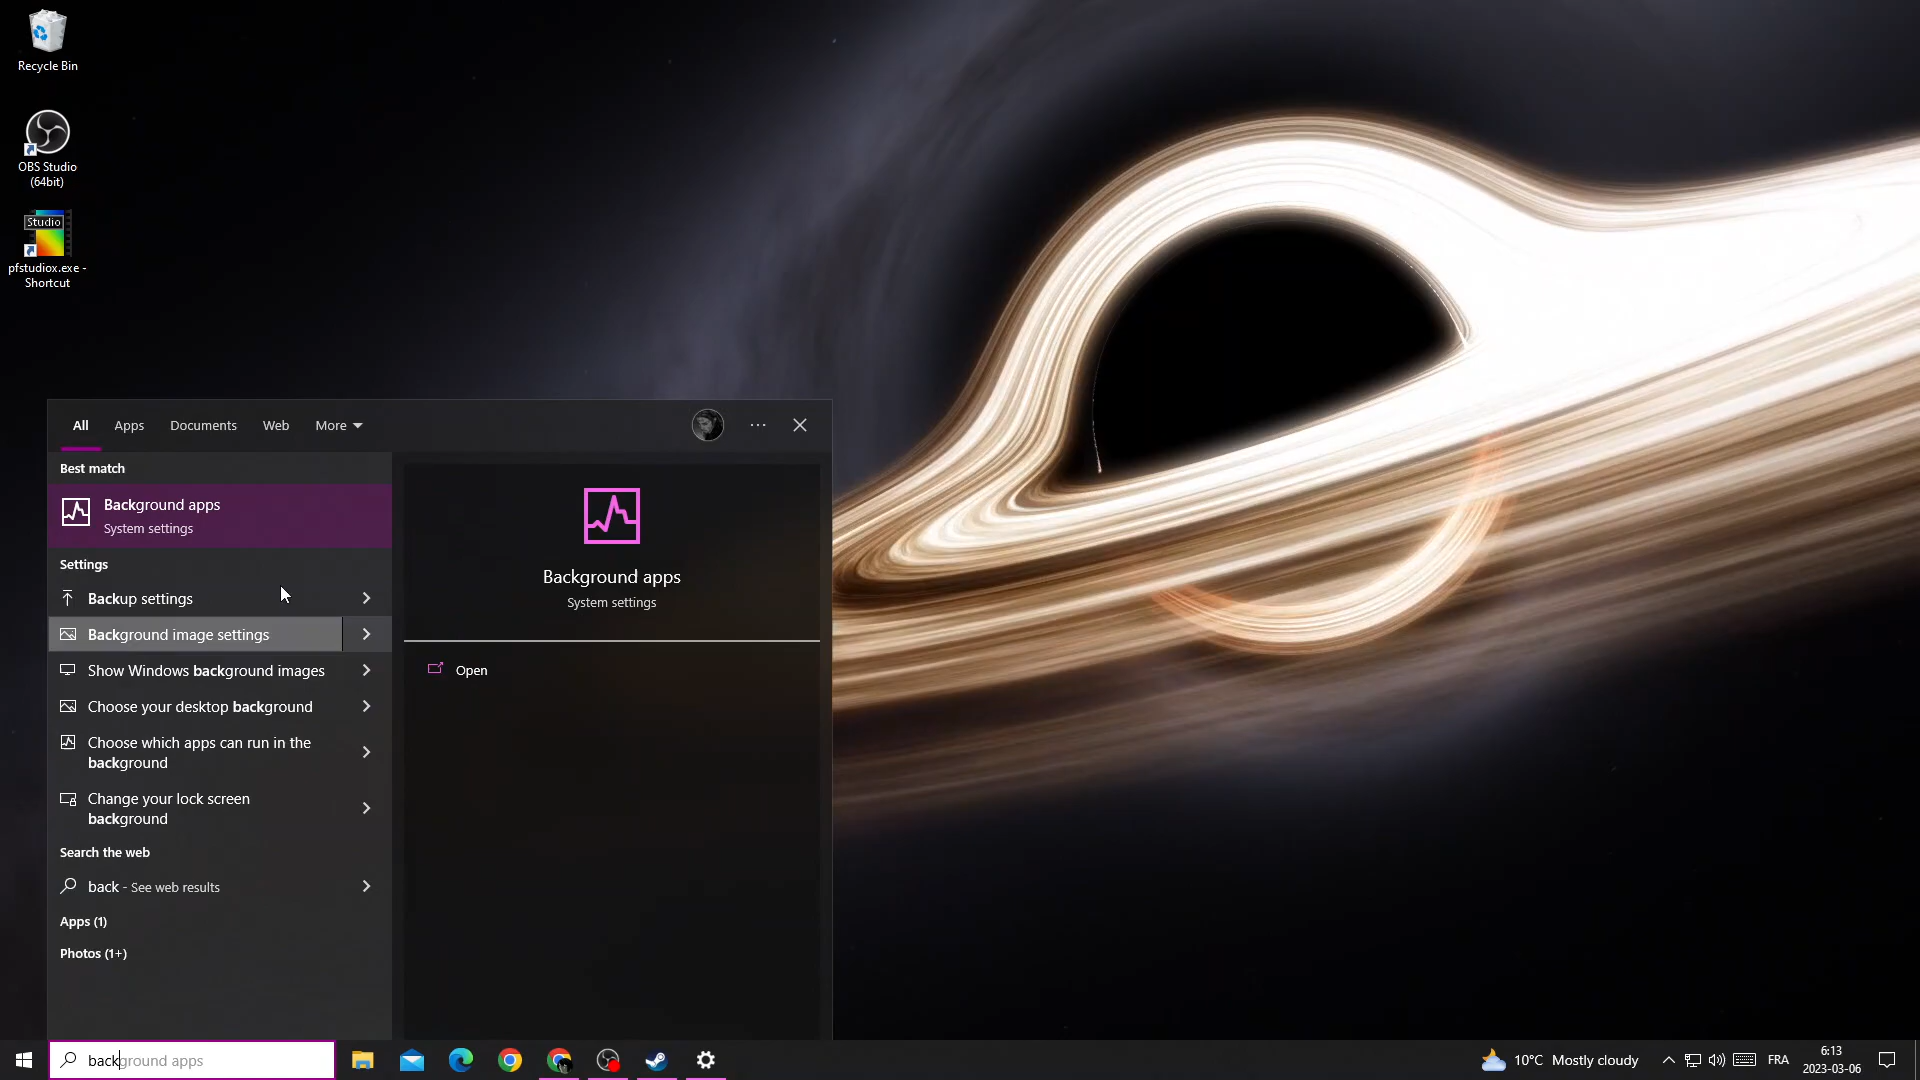 Recycle Bin
OBS Studio
(64bit)
Studio
pfstudiox.exe -
Shortcut
All
Apps
Documents
Web
More
Best match
Background apps
System settings
Settings
Backup settings
Background image settings
Show Windows background images
Choose your desktop background
Choose which apps can run in the
background
Change your lock screen
background
Search the web
back - See web results
Apps (1)
Photos (1+)
Background apps
System settings
Open
background apps
10°C Mostly cloudy
FRA
6:13
2023-03-06